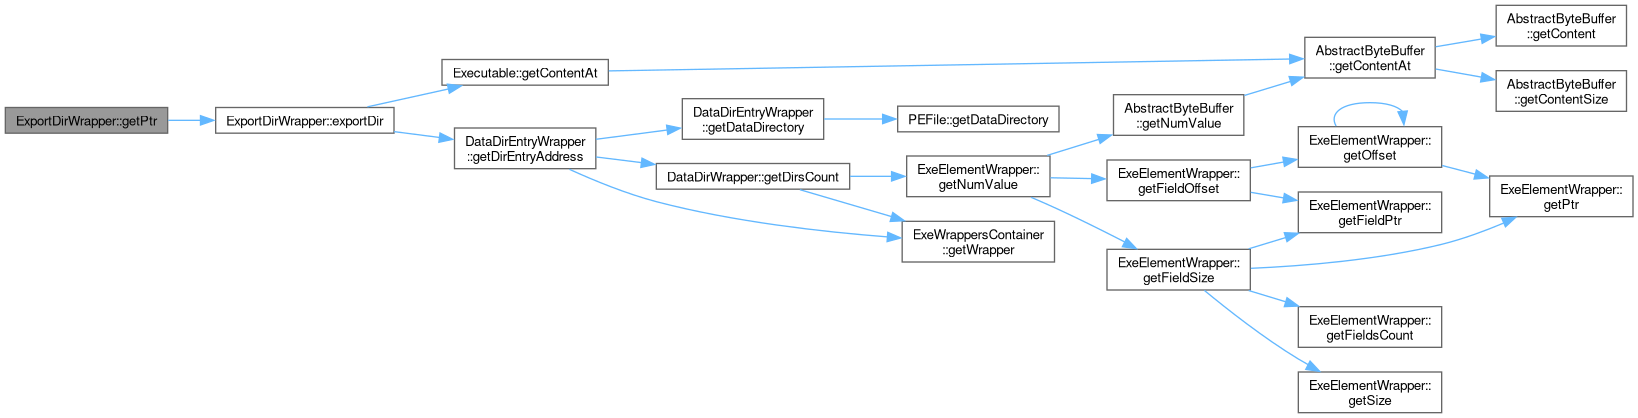 ExportDirWrapper::getPtr
ExportDirWrapper::exportDir
Executable::getContentAt
DataDirEntryWrapper
::getDirEntryAddress
DataDirEntryWrapper
::getDataDirectory
DataDirWrapper::getDirsCount
PEFile::getDataDirectory
ExeElementWrapper::
getNumValue
ExeWrappersContainer
::getWrapper
AbstractByteBuffer
::getNumValue
ExeElementWrapper::
getFieldOffset
ExeElementWrapper::
getFieldSize
AbstractByteBuffer
::getContentAt
ExeElementWrapper::
getOffset
ExeElementWrapper::
getFieldPtr
ExeElementWrapper::
getFieldsCount
ExeElementWrapper::
getSize
AbstractByteBuffer
::getContent
AbstractByteBuffer
::getContentSize
ExeElementWrapper::
getPtr